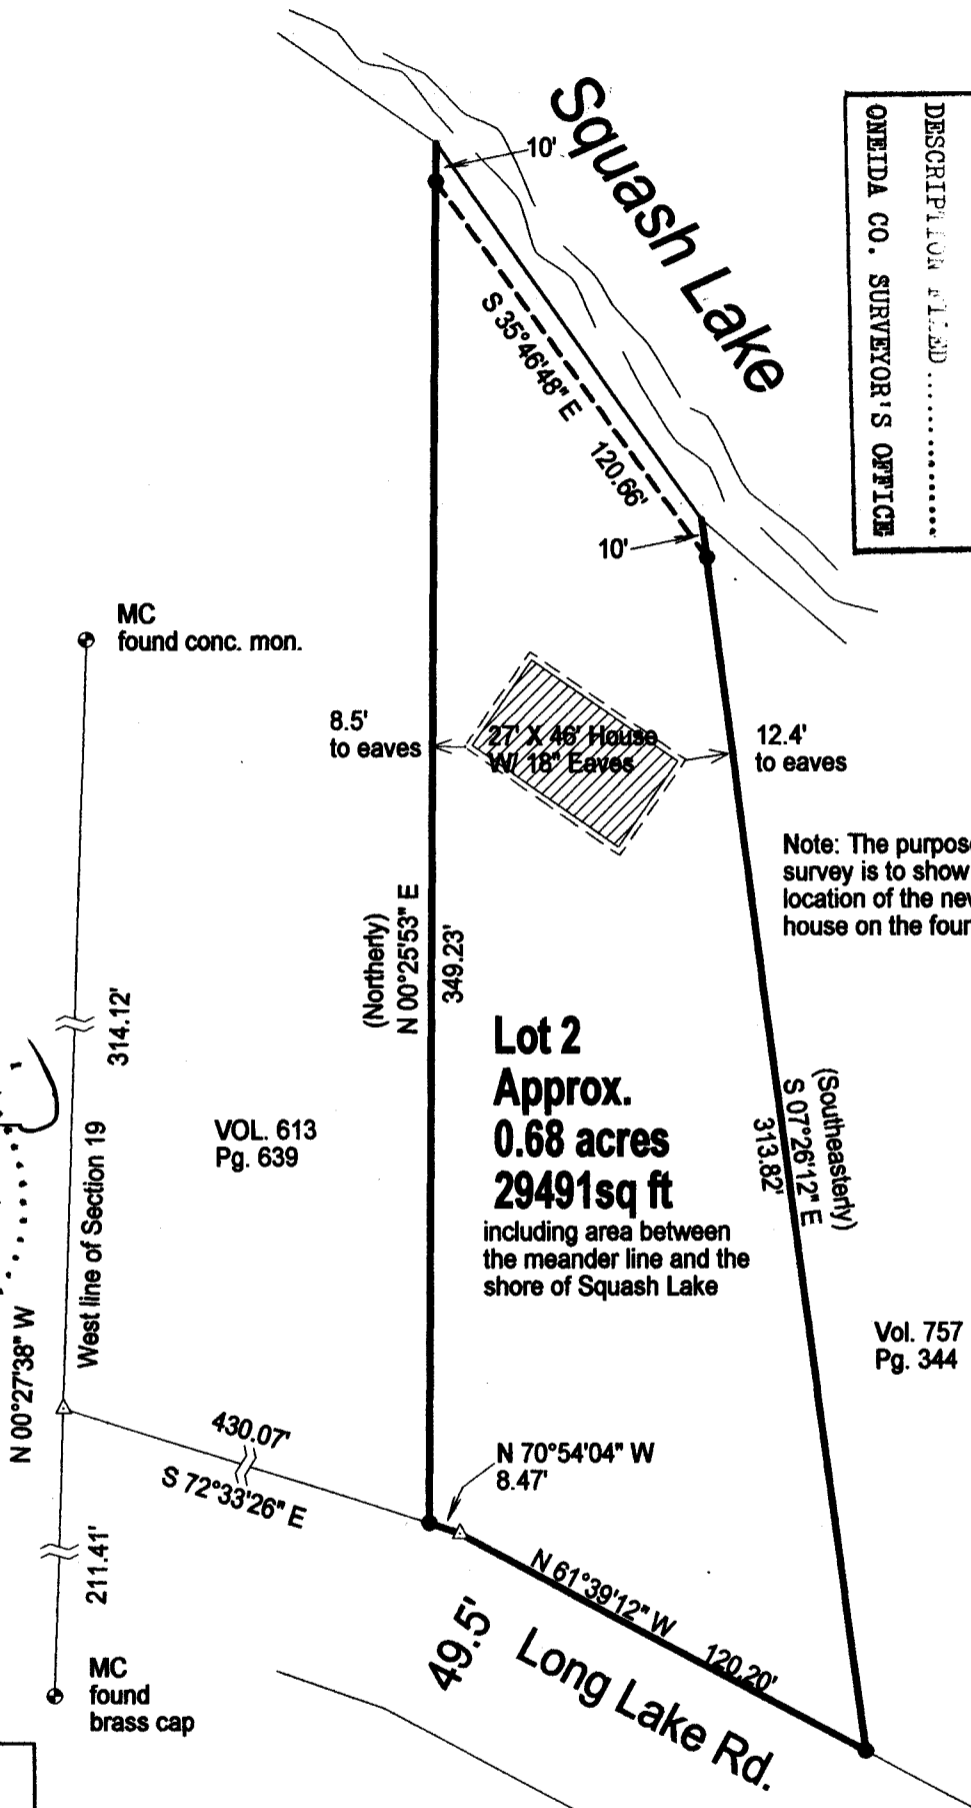 Squash Lake
DESCRIPTION FILED ..............
ONEIDA CO. SURVEYOR'S OFFICE
10'
S 35°46'48" E
120.66'
10'
MC
found conc. mon.
8.5'
to eaves
27' X 46' House
W/ 18" Eaves
12.4'
to eaves
Note: The purpose
survey is to show
location of the
house on the
(Northerly)
N 00°25'53" E
349.23'
314.12'
West line of Section 19
N 00°27'38" W
VOL. 613
Pg. 639
Lot 2
Approx.
0.68 acres
29491sq ft
including area between
the meander line and the
shore of Squash Lake
(Southeasterly)
S 07°26'12" E
313.82'
Vol. 757
Pg. 344
430.07'
S 72°33'26" E
N 70°54'04" W
8.47'
211.41'
N 61°39'12" W
120.20'
49.5'
Long Lake Rd.
MC
found
brass cap